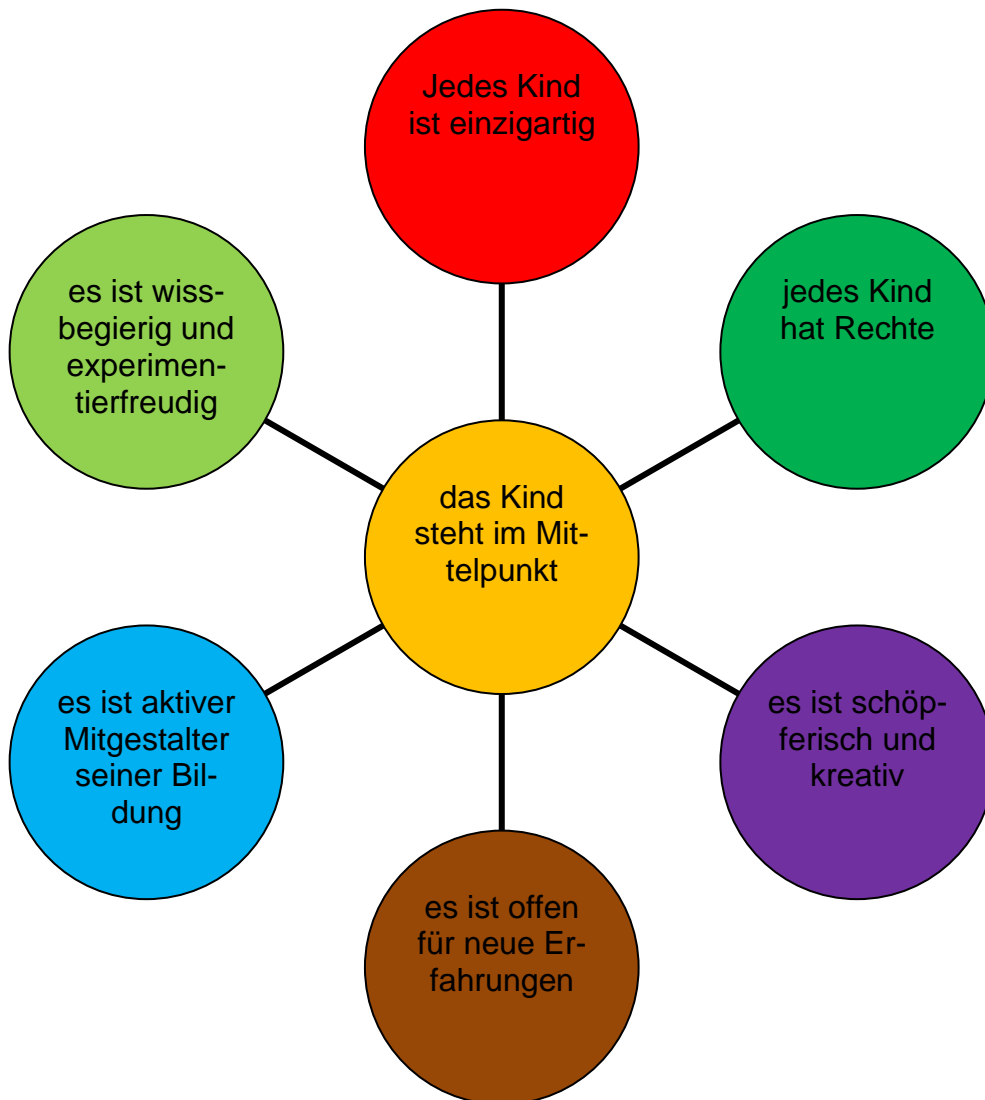 Jedes Kind
ist einzigartig
es ist wiss-
begierig und
experimen-
tierfreudig
jedes Kind
hat Rechte
das Kind
steht im Mit-
telpunkt
es ist aktiver
Mitgestalter
seiner Bil-
dung
es ist schöp-
ferisch und
kreativ
es ist offen
für neue Er-
fahrungen